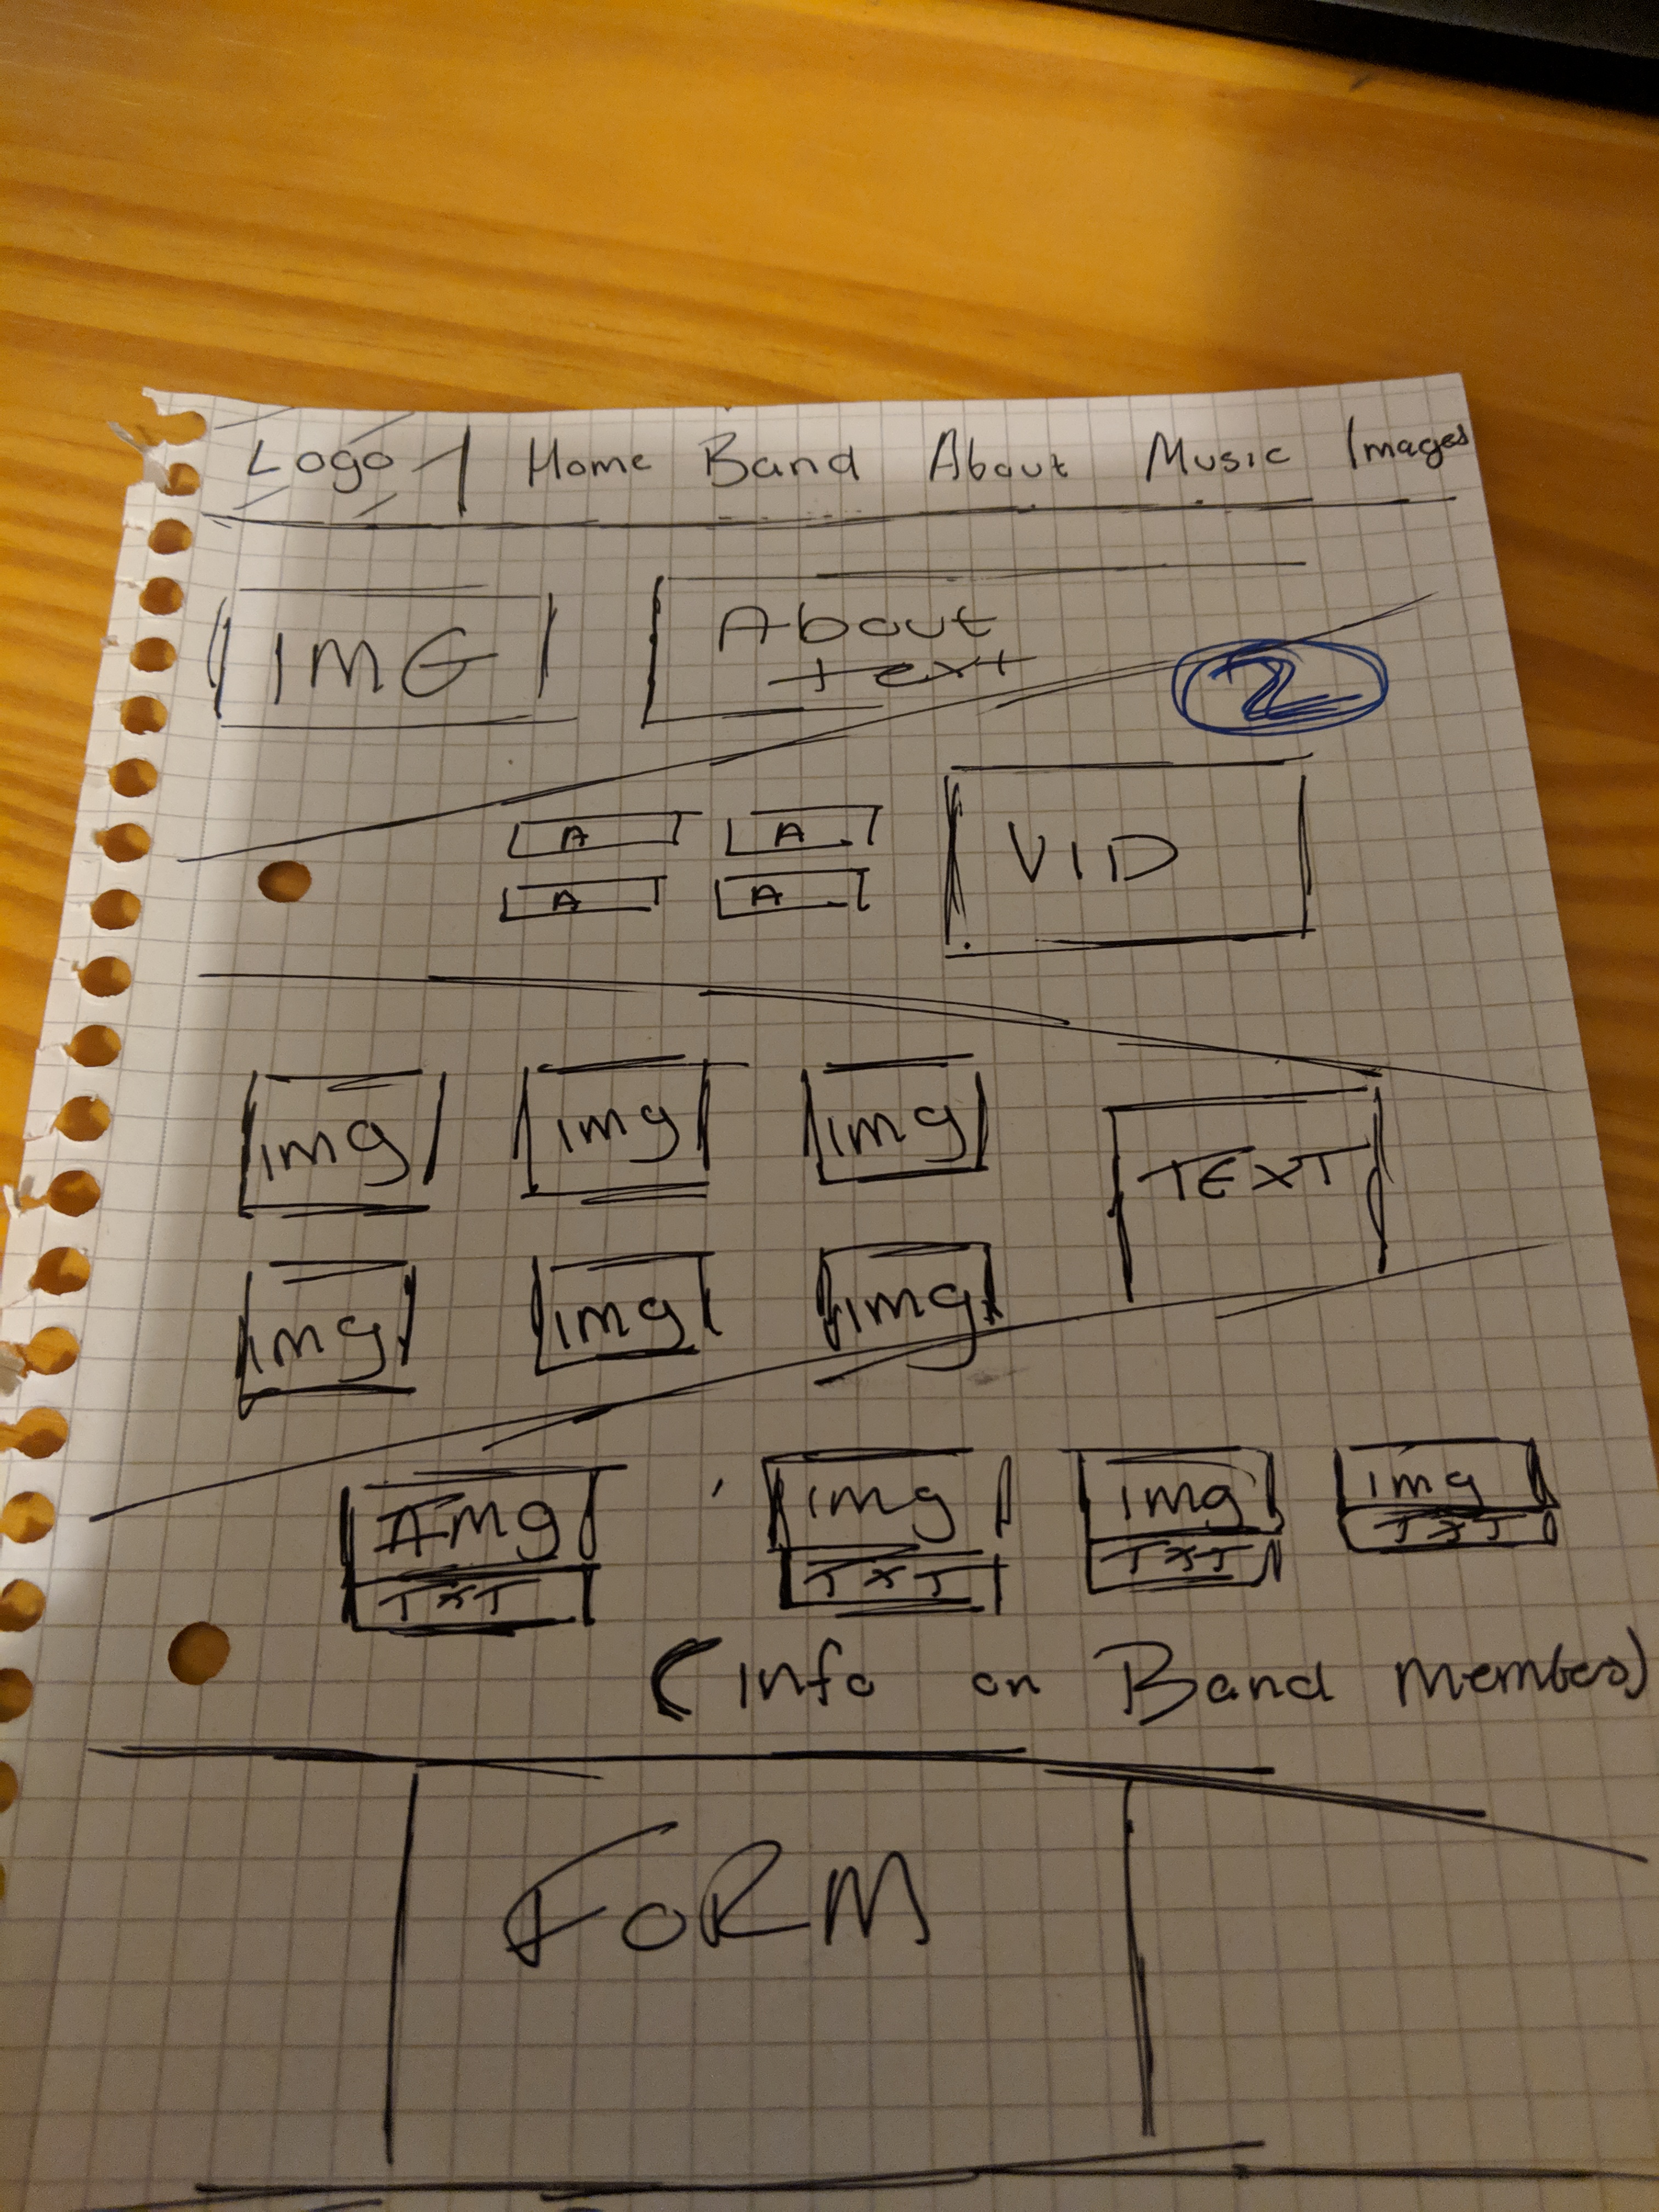 Logo Home Band About Music Images
IMG About
text
2
A A
A A
VID
img img img
TEXT
img img img
Img img img img
TXT TXT TXT TXT
(Info on Band members)
FORM